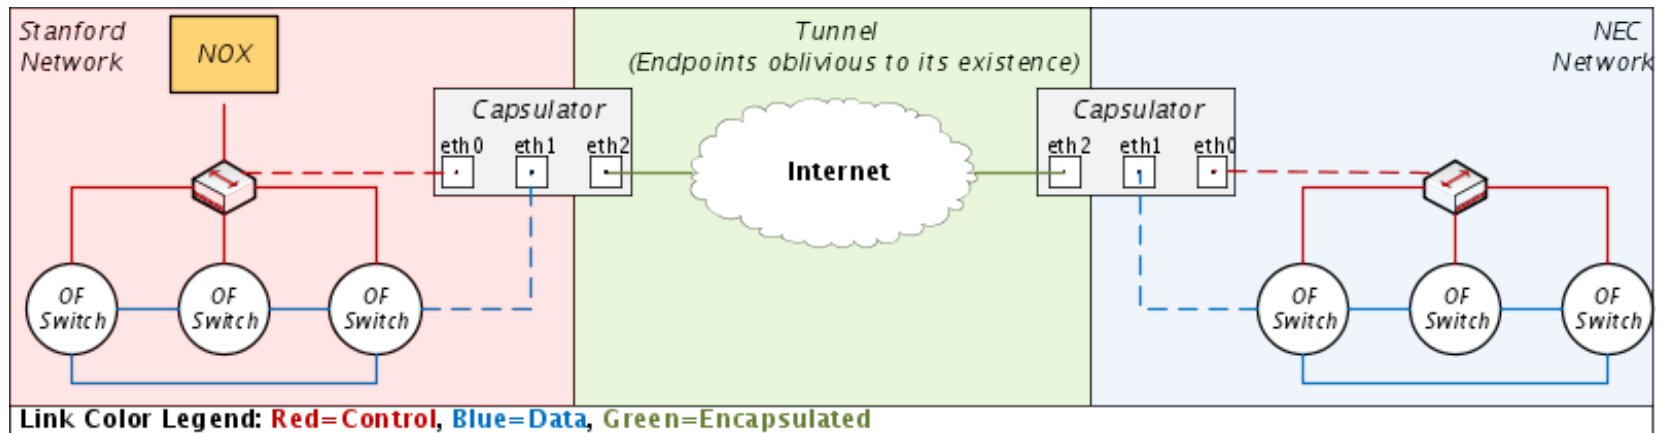 Stanford
Network
NOX
Tunnel
(Endpoints oblivious to its existence)
NEC
Network
Capsulator
eth0 eth1 eth2
Internet
Capsulator
eth2 eth1 eth0
OF
Switch
OF
Switch
OF
Switch
OF
Switch
OF
Switch
OF
Switch
Link Color Legend: Red=Control, Blue=Data, Green=Encapsulated